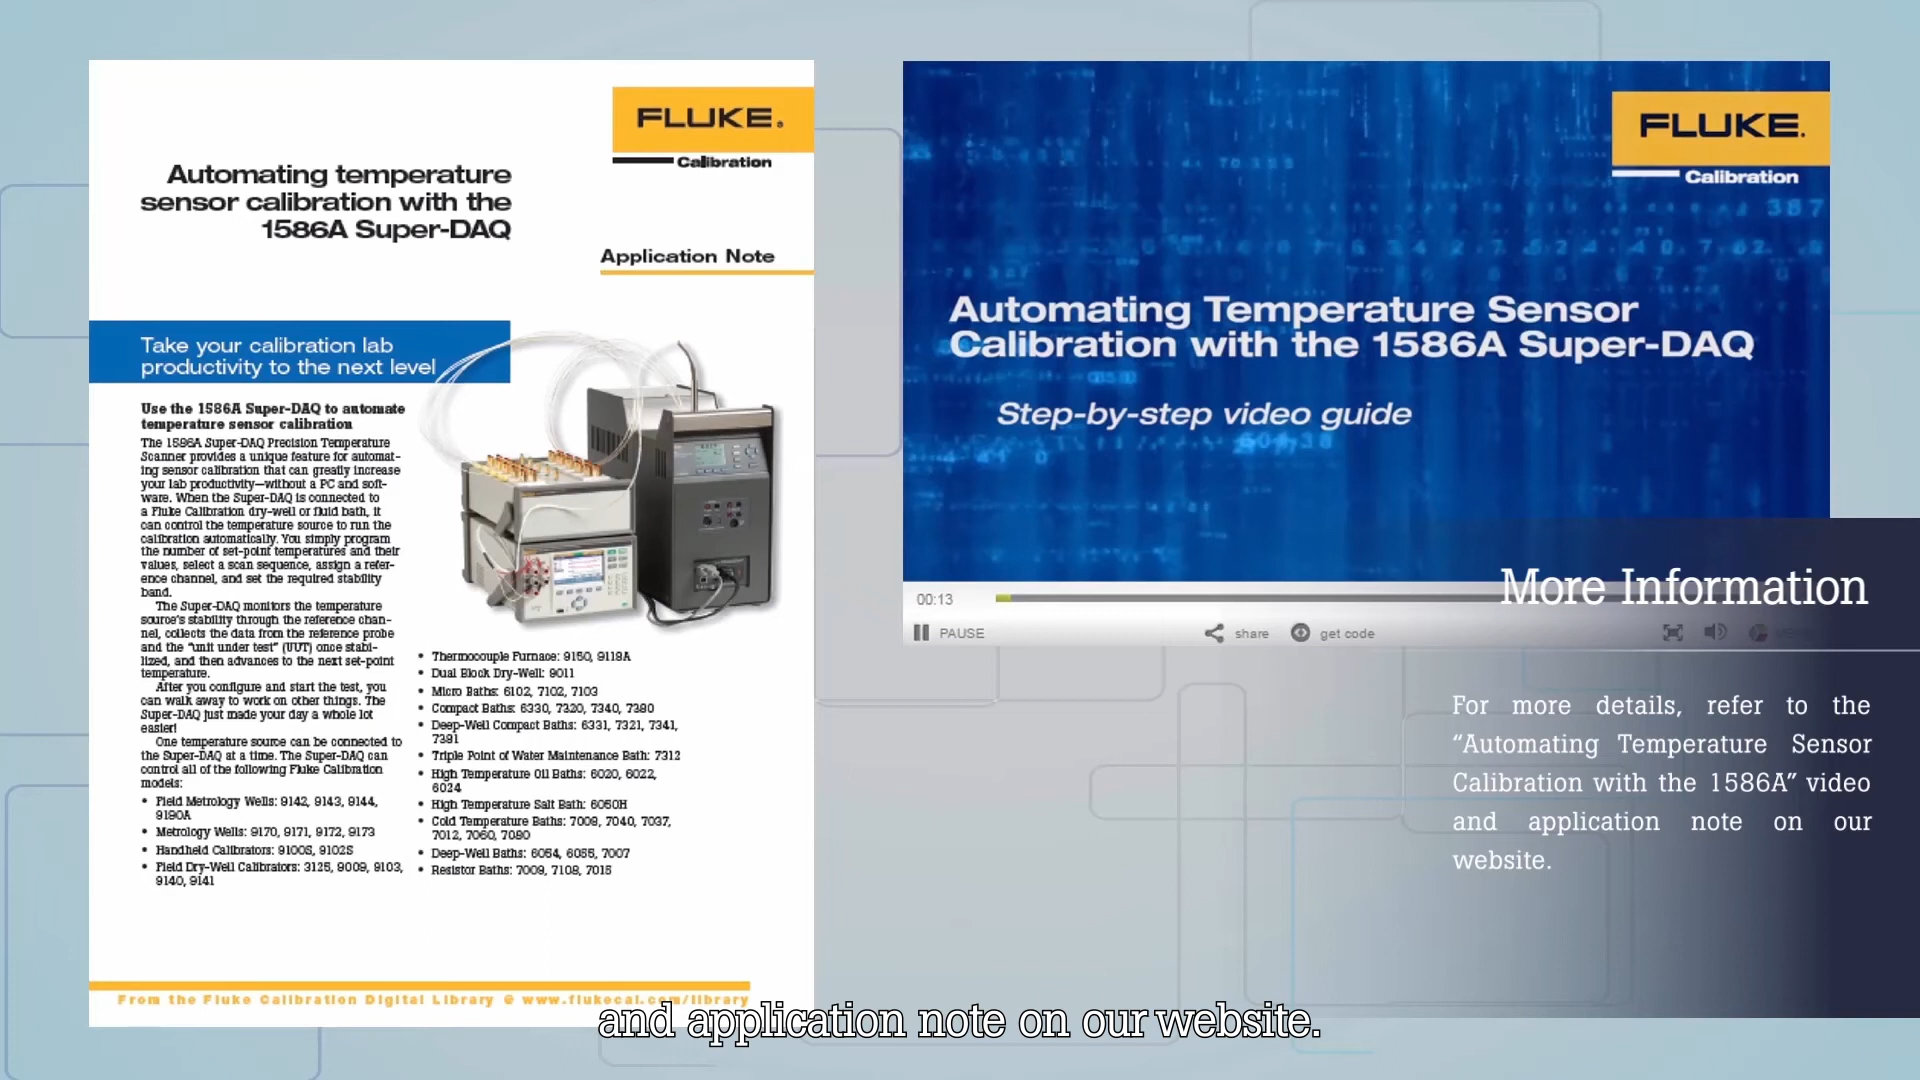 FLUKE®
Calibration
Automating temperature
sensor calibration with the
1586A Super-DAQ
Application Note
Take your calibration lab
productivity to the next level
Use the 1586A Super-DAQ to automate
temperature sensor calibration
The 1586A Super-DAQ Precision Temperature
Scanner provides a unique feature for automat-
ing sensor calibration that can greatly increase
your lab productivity—without a PC and soft-
ware. When the Super-DAQ is connected to
a Fluke Calibration dry-well or fluid bath, it
can control the temperature source to run the
calibration automatically. You simply program
the number of set-point temperatures and their
values, select a scan sequence, assign a refer-
ence channel, and set the required stability
band.
The Super-DAQ monitors the temperature
source's stability through the reference chan-
nel, collects the data from the reference probe
and the "unit under test" (UUT) once stabi-
lized, and then advances to the next set-point
temperature.
After you configure and start the test, you
can walk away to work on other things. The
Super-DAQ just made your day a whole lot
easier!
One temperature source can be connected to
the Super-DAQ at a time. The Super-DAQ can
control all of the following Fluke Calibration
models:
• Field Metrology Wells: 9142, 9143, 9144,
9190A
• Metrology Wells: 9170, 9171, 9172, 9173
• Handheld Calibrators: 9100S, 9102S
• Field Dry-Well Calibrators: 3125, 9009, 9103,
9140, 9141
• Thermocouple Furnace: 9150, 9118A
• Dual Block Dry-Well: 9011
• Micro Baths: 6102, 7102, 7103
• Compact Baths: 6330, 7320, 7340, 7380
• Deep-Well Compact Baths: 6331, 7321, 7341,
7381
• Triple Point of Water Maintenance Bath: 7312
• High Temperature Oil Baths: 6020, 6022,
6024
• High Temperature Salt Bath: 6050H
• Cold Temperature Baths: 7008, 7040, 7037,
7012, 7060, 7080
• Deep-Well Baths: 6054, 6055, 7007
• Resistor Baths: 7009, 7108, 7015
From the Fluke Calibration Digital Library @ www.flukecal.com/library
FLUKE.
Calibration
387
Automating Temperature Sensor
Calibration with the 1586A Super-DAQ
Step-by-step video guide
00:13
PAUSE
share
get code
More Information
For more details, refer to the
“Automating Temperature Sensor
Calibration with the 1586A” video
and application note on our
website.
and application note on our website.